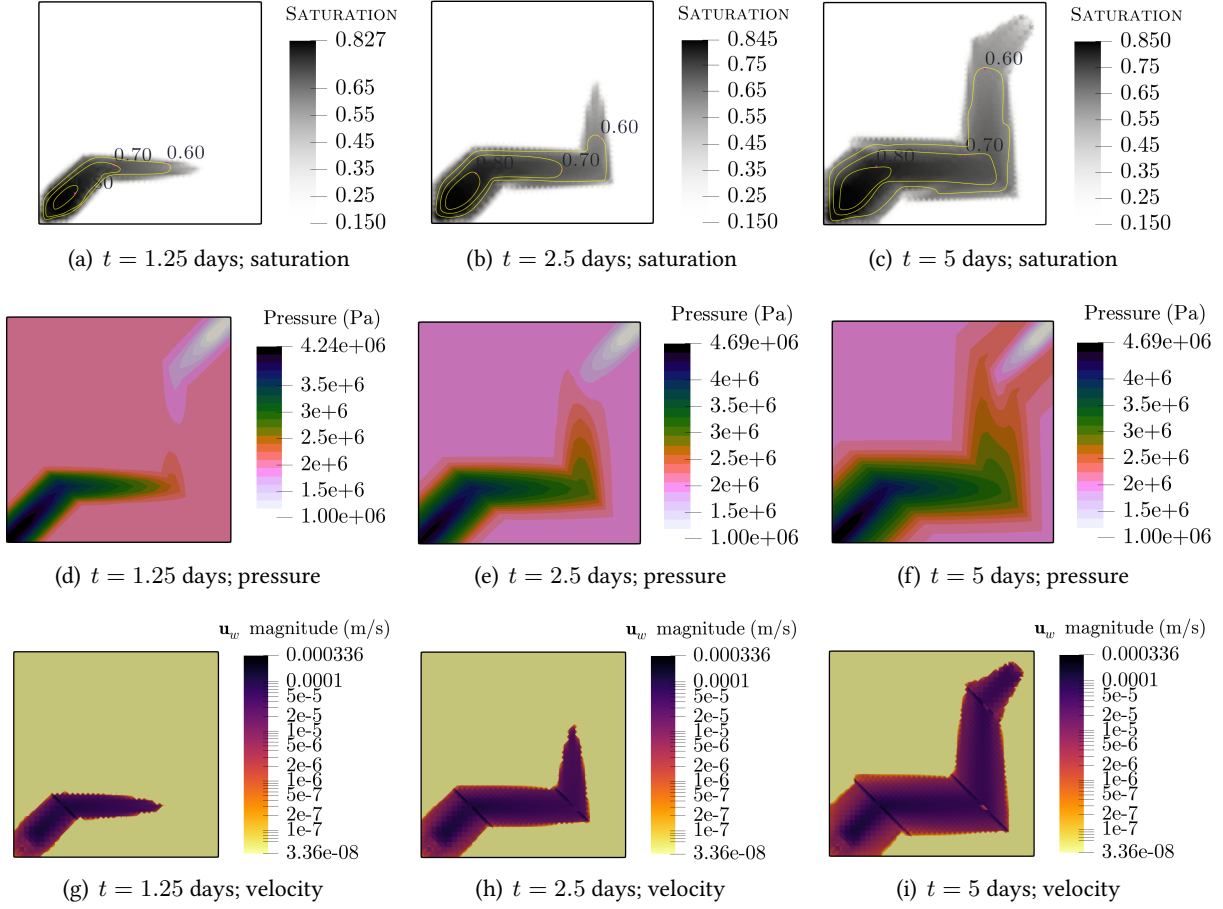 SATURATION
0.827
0.65
0.55
0.45
0.35
0.25
0.150
0.70
0.60
(a) t = 1.25 days; saturation
SATURATION
0.845
0.75
0.65
0.55
0.45
0.35
0.25
0.150
0.60
0.80
0.70
(b) t = 2.5 days; saturation
SATURATION
0.850
0.75
0.65
0.55
0.45
0.35
0.25
0.150
0.60
0.70
0.80
(c) t = 5 days; saturation
Pressure (Pa)
4.24e+06
3.5e+6
3e+6
2.5e+6
2e+6
1.5e+6
1.00e+06
(d) t = 1.25 days; pressure
Pressure (Pa)
4.69e+06
4e+6
3.5e+6
3e+6
2.5e+6
2e+6
1.5e+6
1.00e+06
(e) t = 2.5 days; pressure
Pressure (Pa)
4.69e+06
4e+6
3.5e+6
3e+6
2.5e+6
2e+6
1.5e+6
1.00e+06
(f) t = 5 days; pressure
u_w magnitude (m/s)
0.000336
0.0001
5e-5
2e-5
1e-5
5e-6
2e-6
1e-6
5e-7
2e-7
1e-7
3.36e-08
(g) t = 1.25 days; velocity
u_w magnitude (m/s)
0.000336
0.0001
5e-5
2e-5
1e-5
5e-6
2e-6
1e-6
5e-7
2e-7
1e-7
3.36e-08
(h) t = 2.5 days; velocity
u_w magnitude (m/s)
0.000336
0.0001
5e-5
2e-5
1e-5
5e-6
2e-6
1e-6
5e-7
2e-7
1e-7
3.36e-08
(i) t = 5 days; velocity